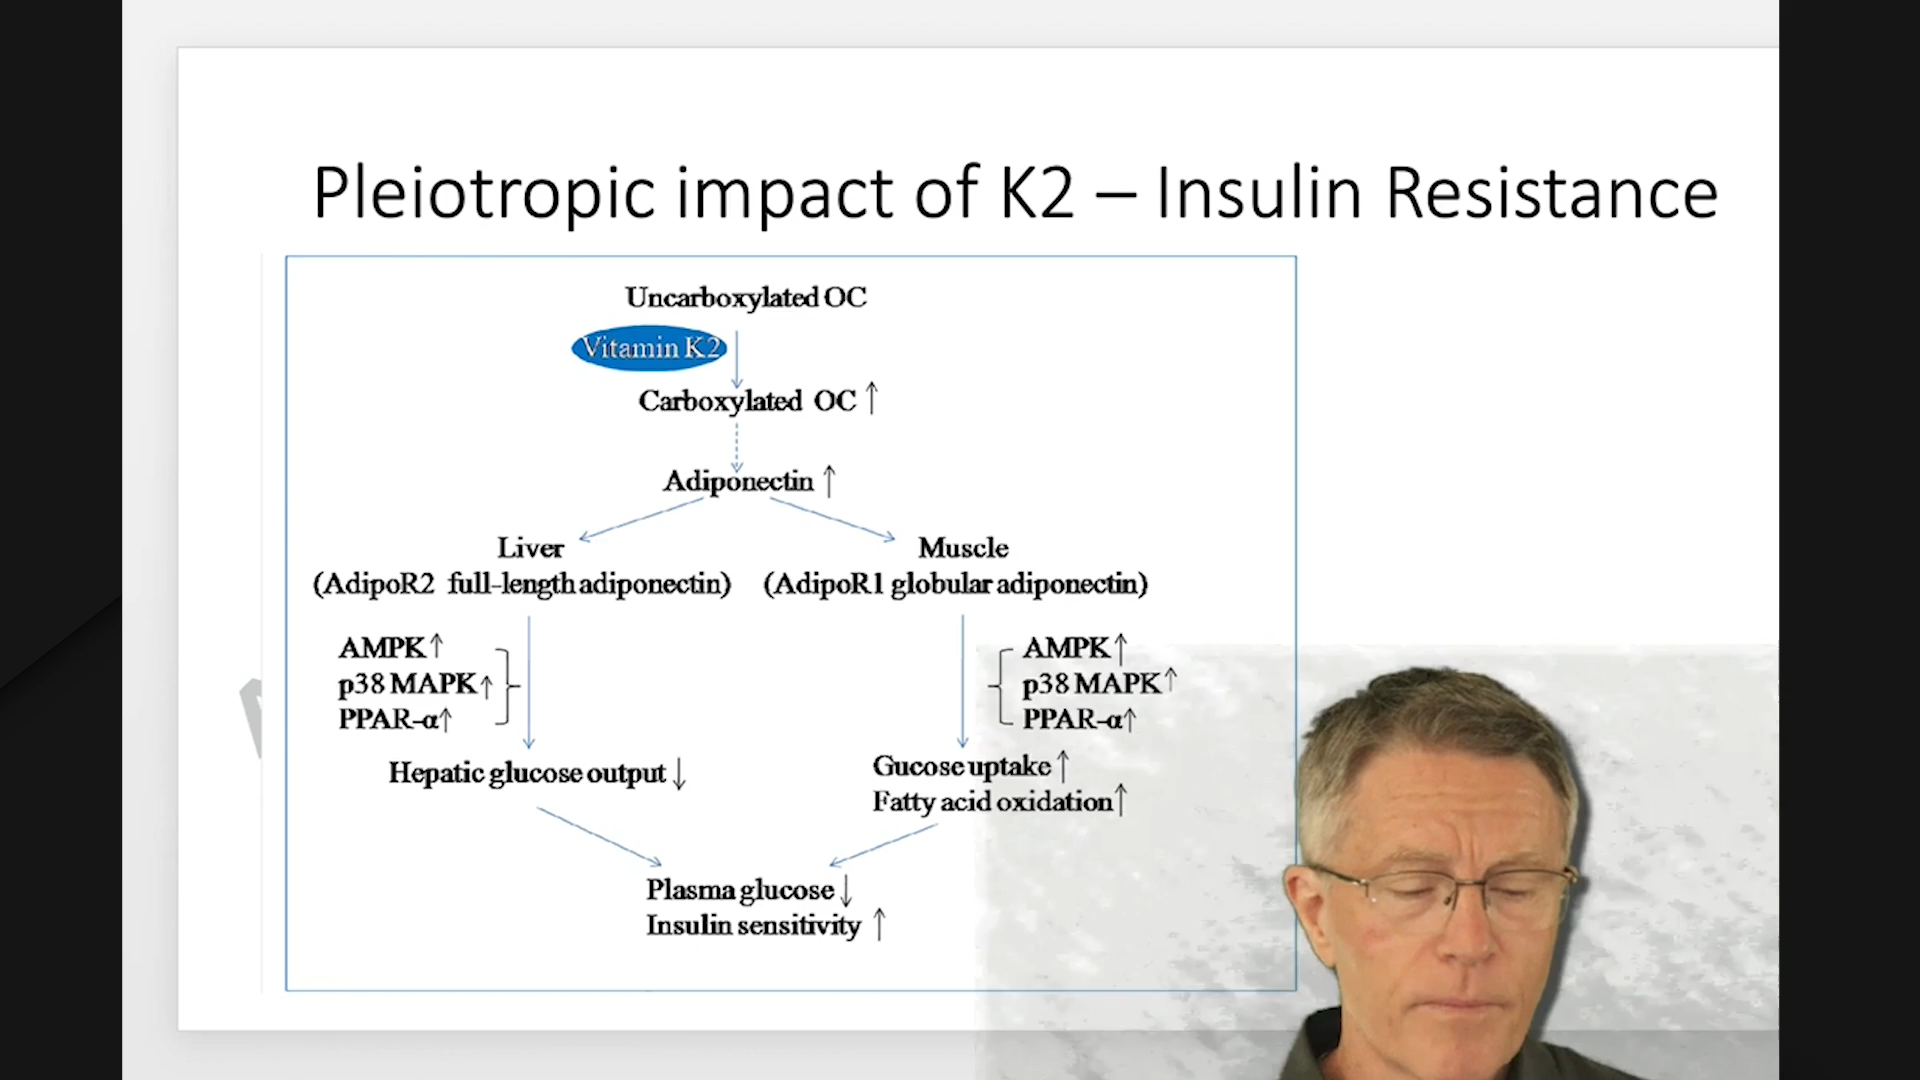 Pleiotropic impact of K2 – Insulin Resistance
Uncarboxylated OC
Vitamin K2
Carboxylated OC ↑
Adiponectin ↑
Liver
(AdipoR2 full-length adiponectin)
Muscle
(AdipoR1 globular adiponectin)
AMPK↑
p38 MAPK↑
PPAR-α↑
AMPK↑
p38 MAPK↑
PPAR-α↑
Hepatic glucose output ↓
Gucose uptake ↑
Fatty acid oxidation↑
Plasma glucose ↓
Insulin sensitivity ↑